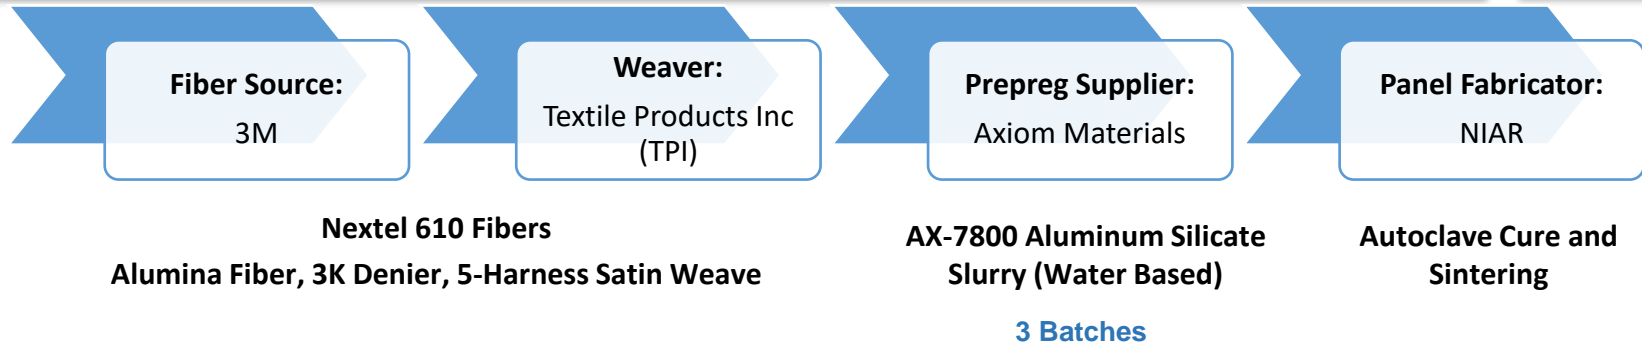 Fiber Source:
3M
Weaver:
Textile Products Inc
(TPI)
Prepreg Supplier:
Axiom Materials
Panel Fabricator:
NIAR
Nextel 610 Fibers
Alumina Fiber, 3K Denier, 5-Harness Satin Weave
AX-7800 Aluminum Silicate
Slurry (Water Based)
3 Batches
Autoclave Cure and
Sintering